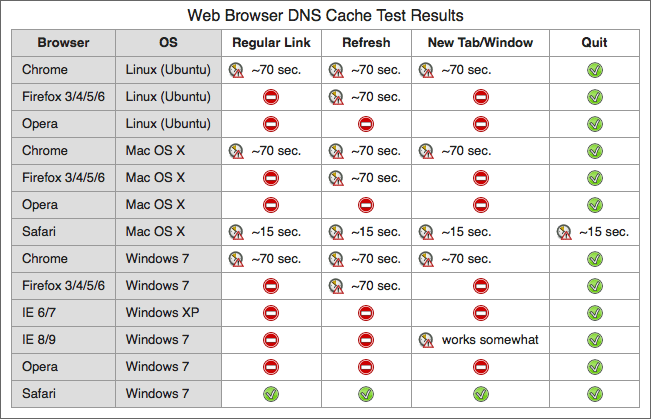 Web Browser DNS Cache Test Results
Browser OS Regular Link Refresh New Tab/Window Quit
Chrome Linux (Ubuntu) ~70 sec. ~70 sec. ~70 sec.
Firefox 3/4/5/6 Linux (Ubuntu) ~70 sec.
Opera Linux (Ubuntu)
Chrome Mac OS X ~70 sec. ~70 sec. ~70 sec.
Firefox 3/4/5/6 Mac OS X ~70 sec.
Opera Mac OS X
Safari Mac OS X ~15 sec. ~15 sec. ~15 sec. ~15 sec.
Chrome Windows 7 ~70 sec. ~70 sec. ~70 sec.
Firefox 3/4/5/6 Windows 7 ~70 sec.
IE 6/7 Windows XP
IE 8/9 Windows 7 works somewhat
Opera Windows 7
Safari Windows 7